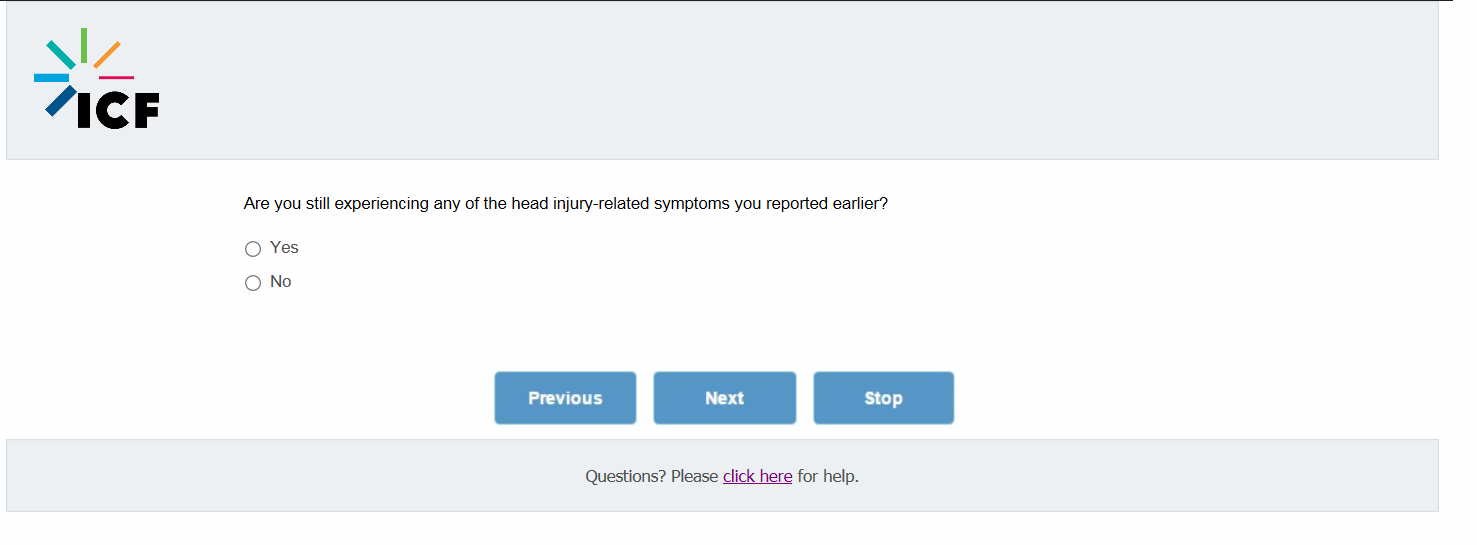 ICF
Are you still experiencing any of the head injury-related symptoms you reported earlier?
Yes
No
Previous Next Stop
Questions? Please click here for help.